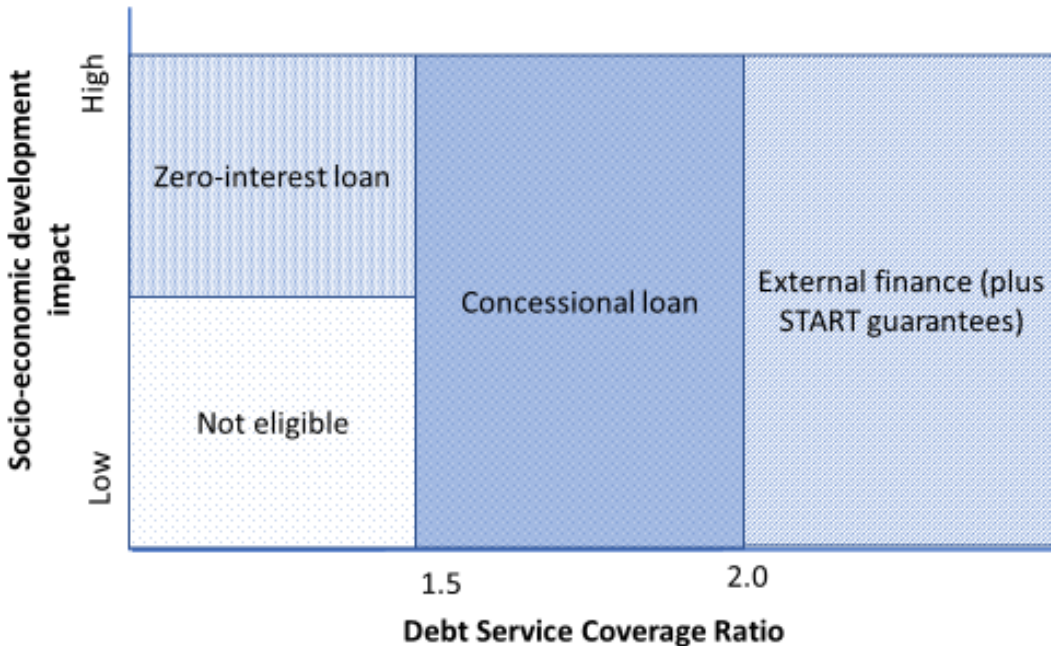 Socio-economic development
impact
High
Low
Zero-interest loan
Not eligible
Concessional loan
External finance (plus
START guarantees)
1.5
2.0
Debt Service Coverage Ratio